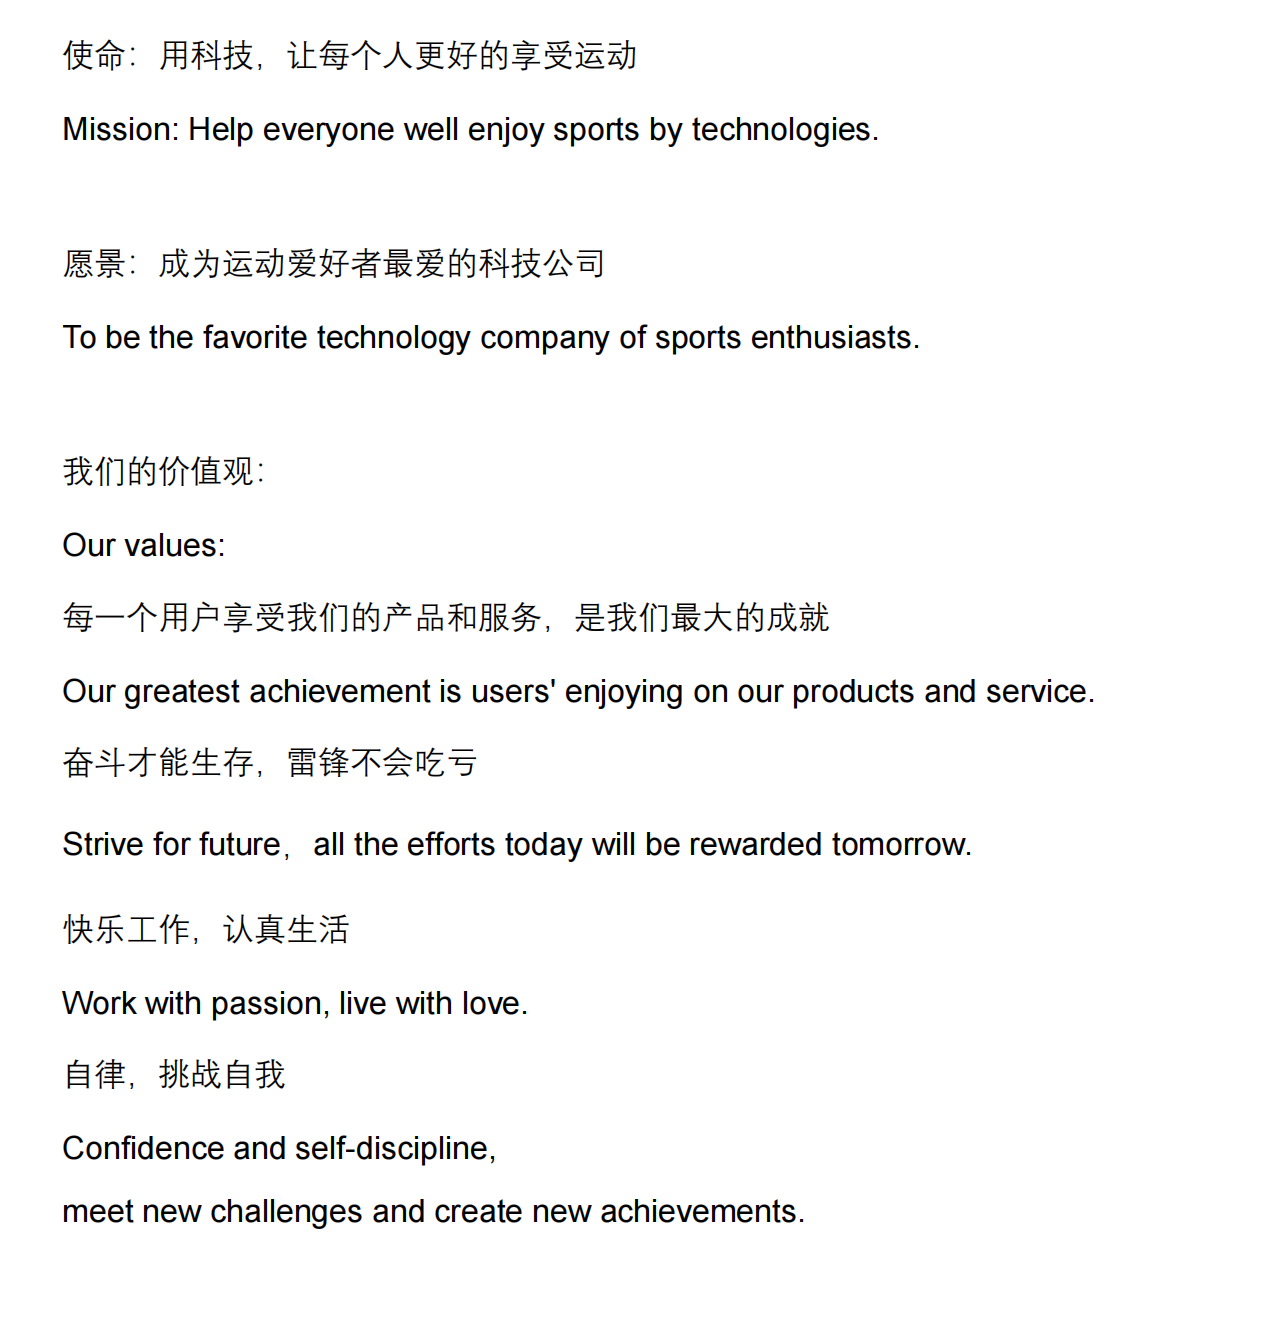 使命：用科技，让每个人更好的享受运动
Mission: Help everyone well enjoy sports by technologies.
愿景：成为运动爱好者最爱的科技公司
To be the favorite technology company of sports enthusiasts.
我们的价值观：
Our values:
每一个用户享受我们的产品和服务，是我们最大的成就
Our greatest achievement is users' enjoying on our products and service.
奋斗才能生存，雷锋不会吃亏
Strive for future，all the efforts today will be rewarded tomorrow.
快乐工作，认真生活
Work with passion, live with love.
自律，挑战自我
Confidence and self-discipline,
meet new challenges and create new achievements.